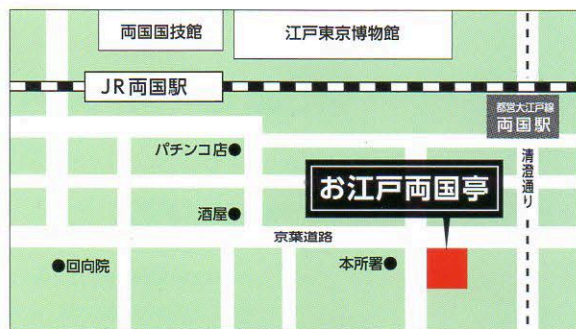 両国国技館
江戸東京博物館
JR両国駅
都営大江戸線
両国駅
パチンコ店
清澄通り
お江戸両国亭
酒屋
京葉道路
回向院
本所署